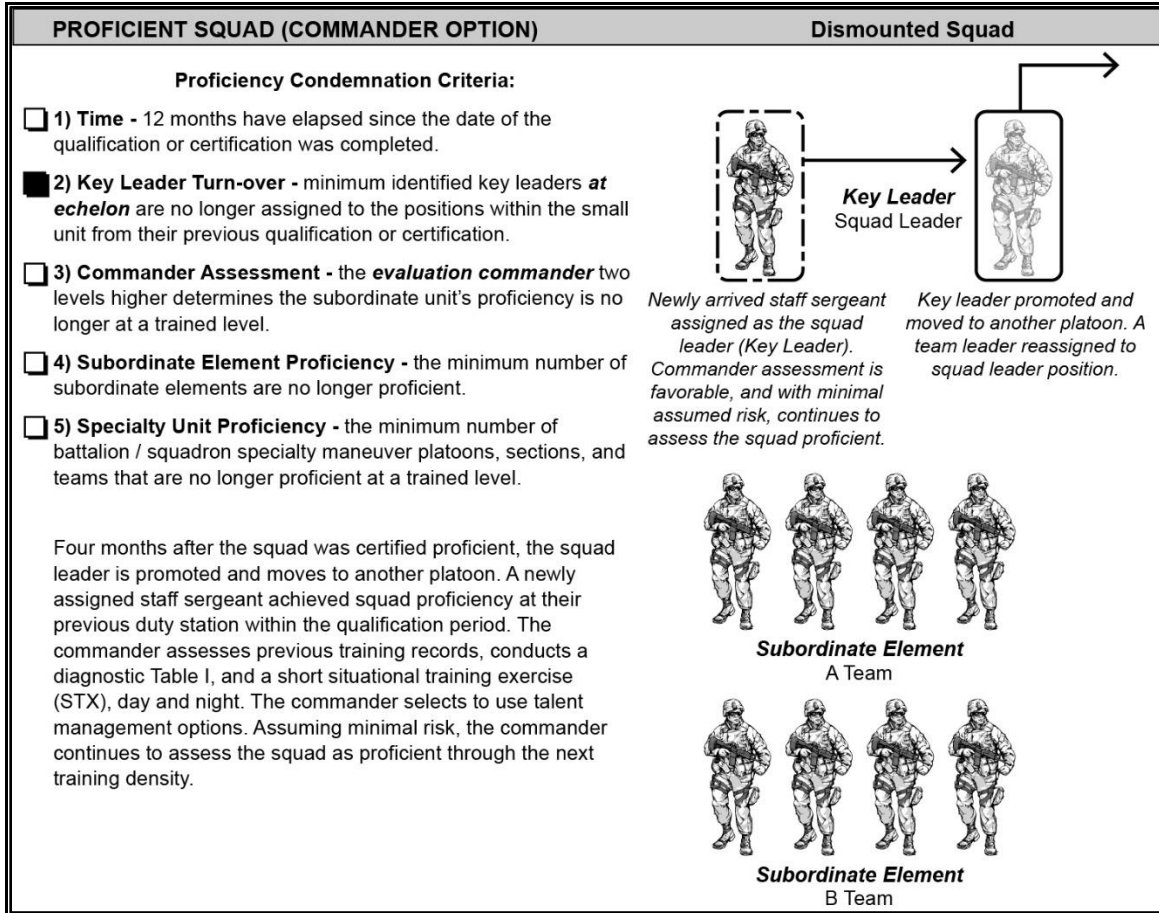 PROFICIENT SQUAD (COMMANDER OPTION)
Dismounted Squad
Proficiency Condemnation Criteria:
1) Time - 12 months have elapsed since the date of the
qualification or certification was completed.
2) Key Leader Turn-over - minimum identified key leaders at
echelon are no longer assigned to the positions within the small
unit from their previous qualification or certification.
3) Commander Assessment - the evaluation commander two
levels higher determines the subordinate unit's proficiency is no
longer at a trained level.
4) Subordinate Element Proficiency - the minimum number of
subordinate elements are no longer proficient.
5) Specialty Unit Proficiency - the minimum number of
battalion / squadron specialty maneuver platoons, sections, and
teams that are no longer proficient at a trained level.
Four months after the squad was certified proficient, the squad
leader is promoted and moves to another platoon. A newly
assigned staff sergeant achieved squad proficiency at their
previous duty station within the qualification period. The
commander assesses previous training records, conducts a
diagnostic Table I, and a short situational training exercise
(STX), day and night. The commander selects to use talent
management options. Assuming minimal risk, the commander
continues to assess the squad as proficient through the next
training density.
Key Leader
Squad Leader
Newly arrived staff sergeant
assigned as the squad
leader (Key Leader).
Commander assessment is
favorable, and with minimal
assumed risk, continues to
assess the squad proficient.
Key leader promoted and
moved to another platoon. A
team leader reassigned to
squad leader position.
Subordinate Element
A Team
Subordinate Element
B Team